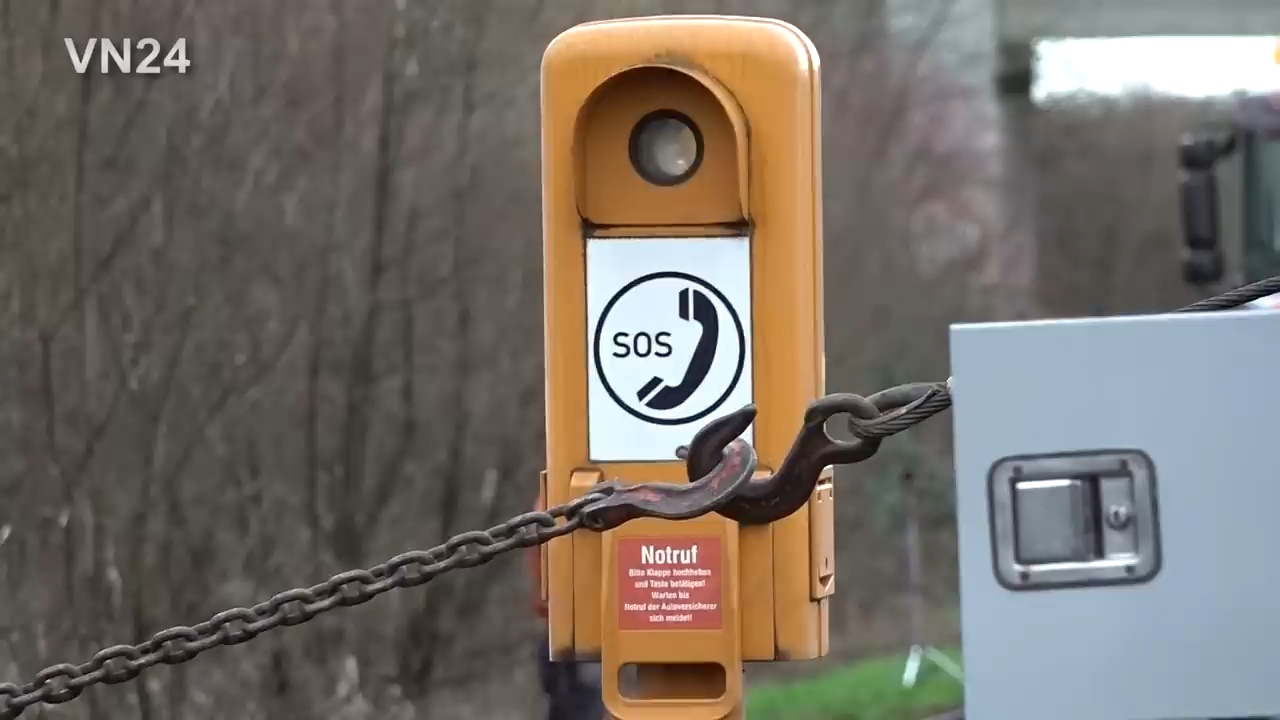 VN24
SOS
Notruf
Bitte Klappe hochheben
und Taste betätigen!
Warten bis
Notruf der Autoversicherer
sich meldet!